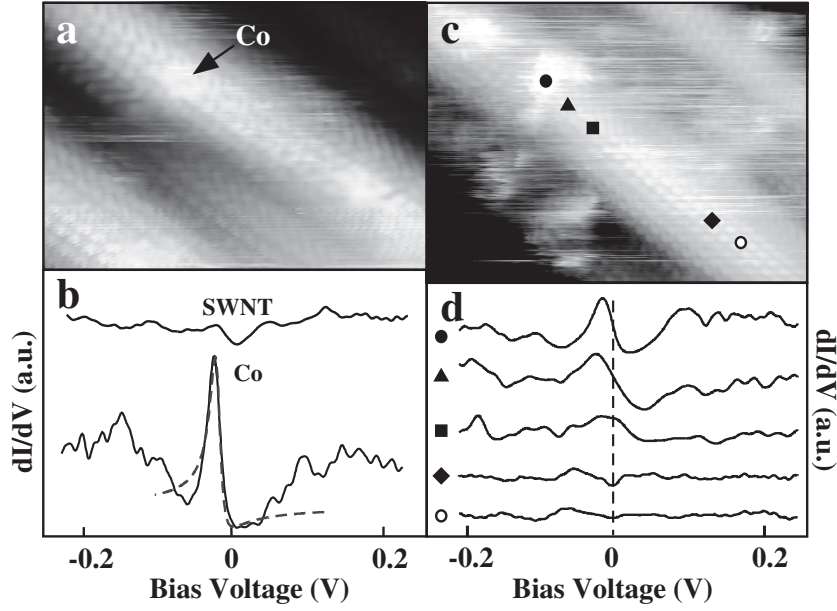 a
Co
c
b
SWNT
Co
dI/dV (a.u.)
-0.2
0
0.2
Bias Voltage (V)
d
dI/dV (a.u.)
-0.2
0
0.2
Bias Voltage (V)